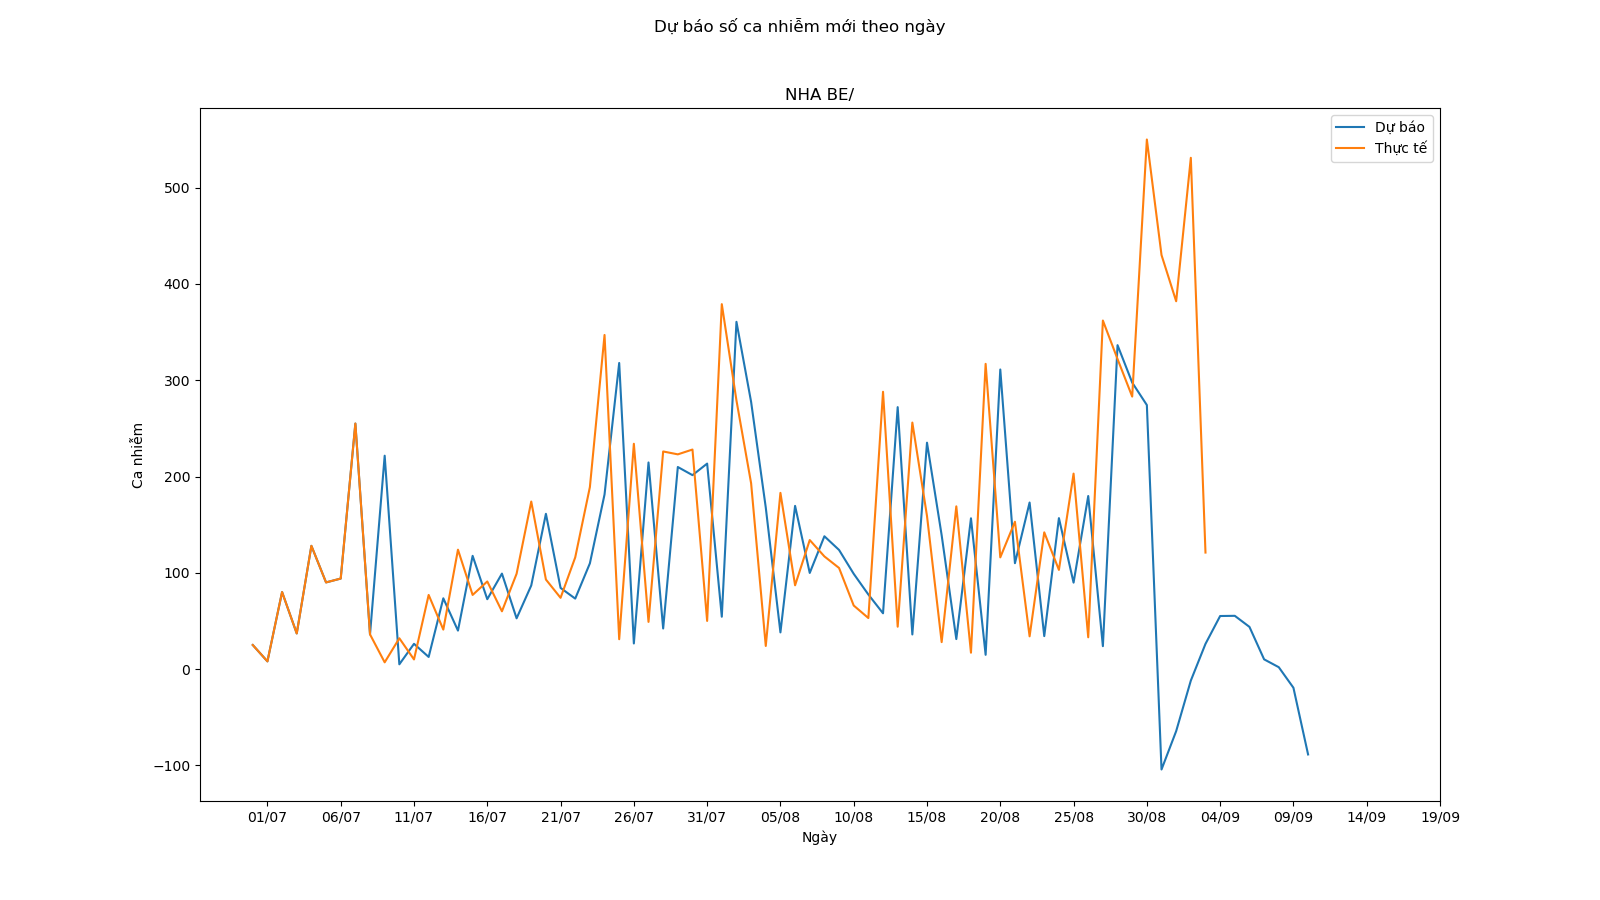 Dự báo số ca nhiễm mới theo ngày
NHA BE/
Dự báo
Thực tế
500
400
300
200
100
0
−100
Ca nhiễm
01/07 06/07 11/07 16/07 21/07 26/07 31/07 05/08 10/08 15/08 20/08 25/08 30/08 04/09 09/09 14/09 19/09
Ngày